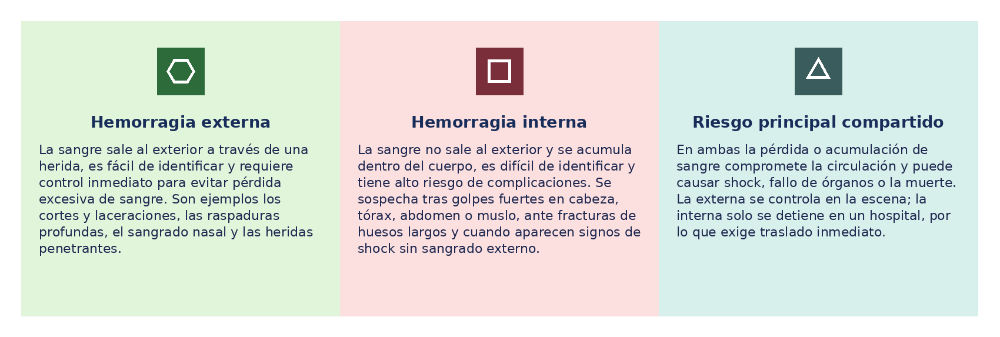 Hemorragia externa
La sangre sale al exterior a través de una
herida, es fácil de identificar y requiere
control inmediato para evitar pérdida
excesiva de sangre. Son ejemplos los
cortes y laceraciones, las raspaduras
profundas, el sangrado nasal y las heridas
penetrantes.
Hemorragia interna
La sangre no sale al exterior y se acumula
dentro del cuerpo, es difícil de identificar y
tiene alto riesgo de complicaciones. Se
sospecha tras golpes fuertes en cabeza,
tórax, abdomen o muslo, ante fracturas de
huesos largos y cuando aparecen signos de
shock sin sangrado externo.
Riesgo principal compartido
En ambas la pérdida o acumulación de
sangre compromete la circulación y puede
causar shock, fallo de órganos o la muerte.
La externa se controla en la escena; la
interna solo se detiene en un hospital, por
lo que exige traslado inmediato.